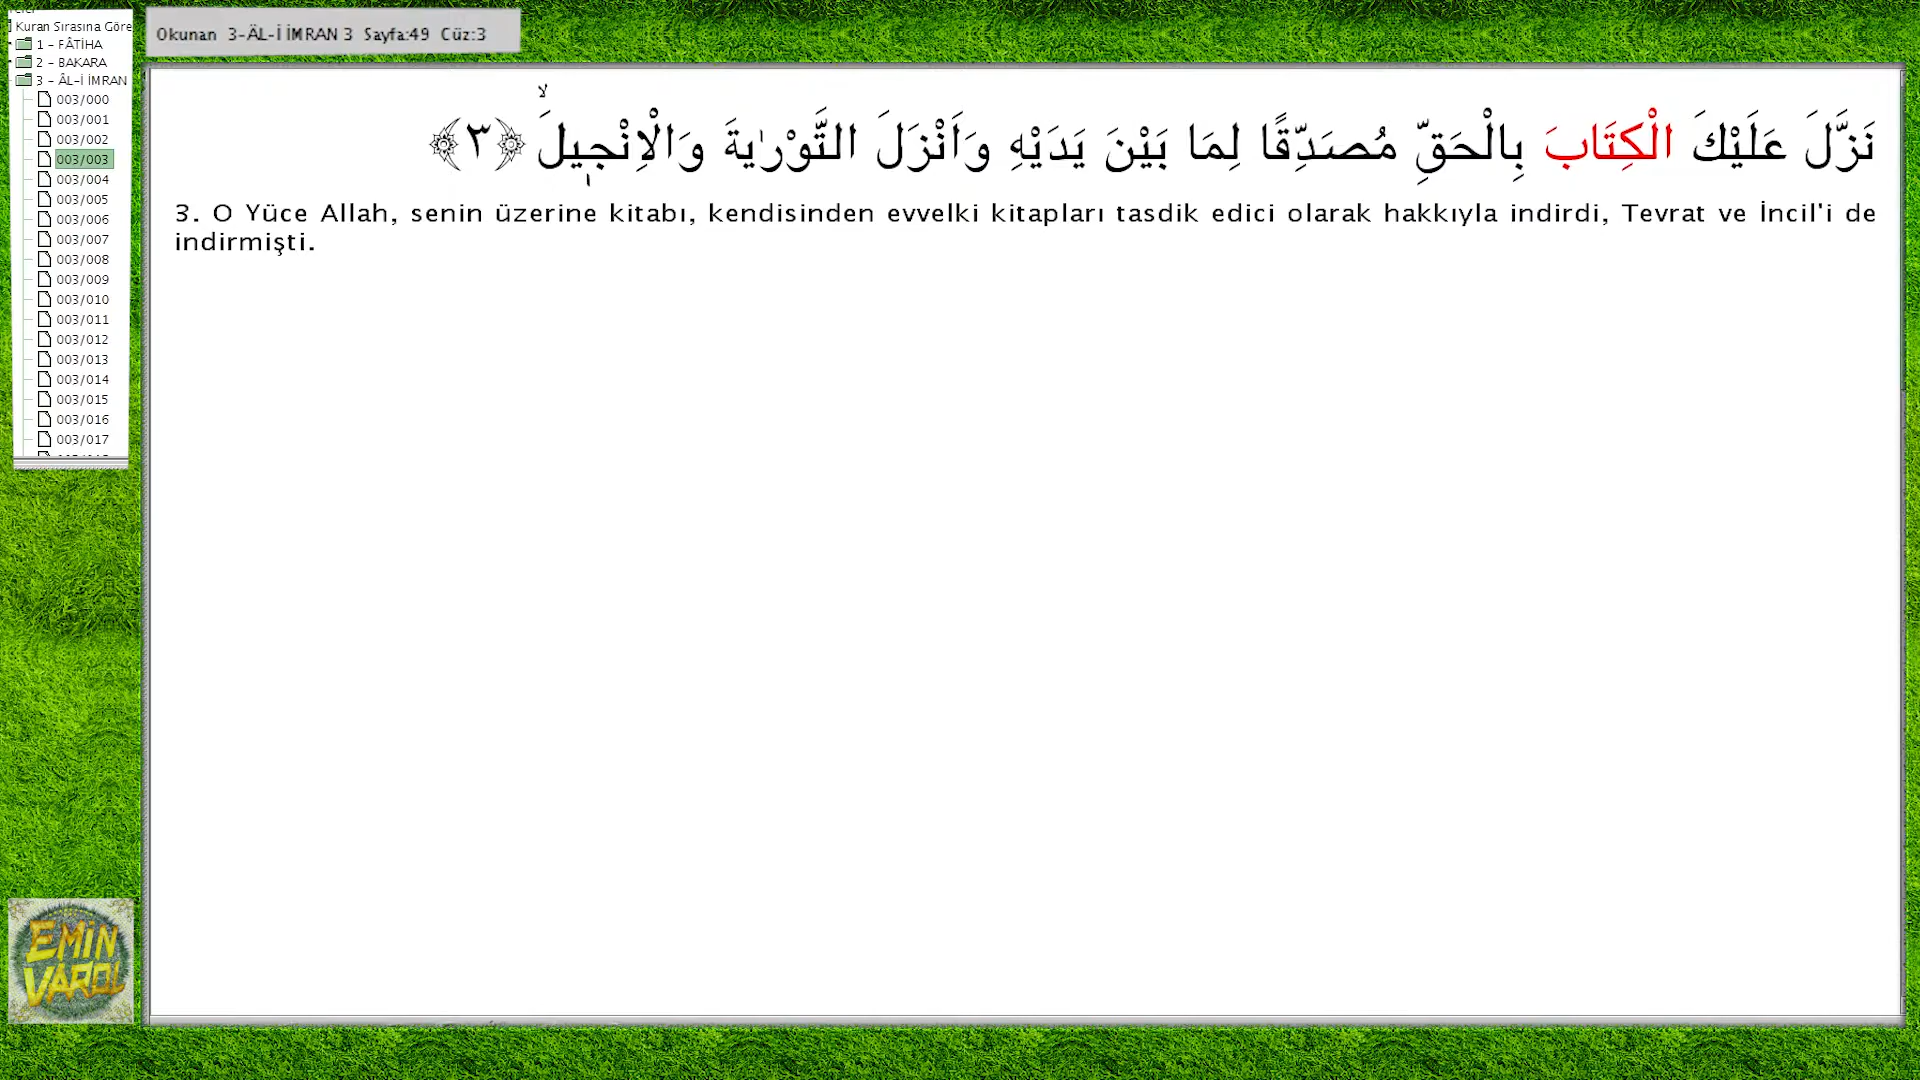 Kuran Sırasına Göre
1 - FÂTİHA
2 - BAKARA
3 - ÂL-İ İMRAN
003/000
003/001
003/002
003/003
003/004
003/005
003/006
003/007
003/008
003/009
003/010
003/011
003/012
003/013
003/014
003/015
003/016
003/017
Okunan 3-ÂL-İ İMRAN 3 Sayfa:49 Cüz:3
نَزَّلَ عَلَيْكَ الْكِتَابَ بِالْحَقِّ مُصَدِّقًا لِمَا بَيْنَ يَدَيْهِ وَاَنْزَلَ التَّوْرٰيةَ وَالْاِنْجٖيلَۙ ﴿٣﴾
3. O Yüce Allah, senin üzerine kitabı, kendisinden evvelki kitapları tasdik edici olarak hakkıyla indirdi, Tevrat ve İncil'i de
indirmişti.
EMİN
VAROL